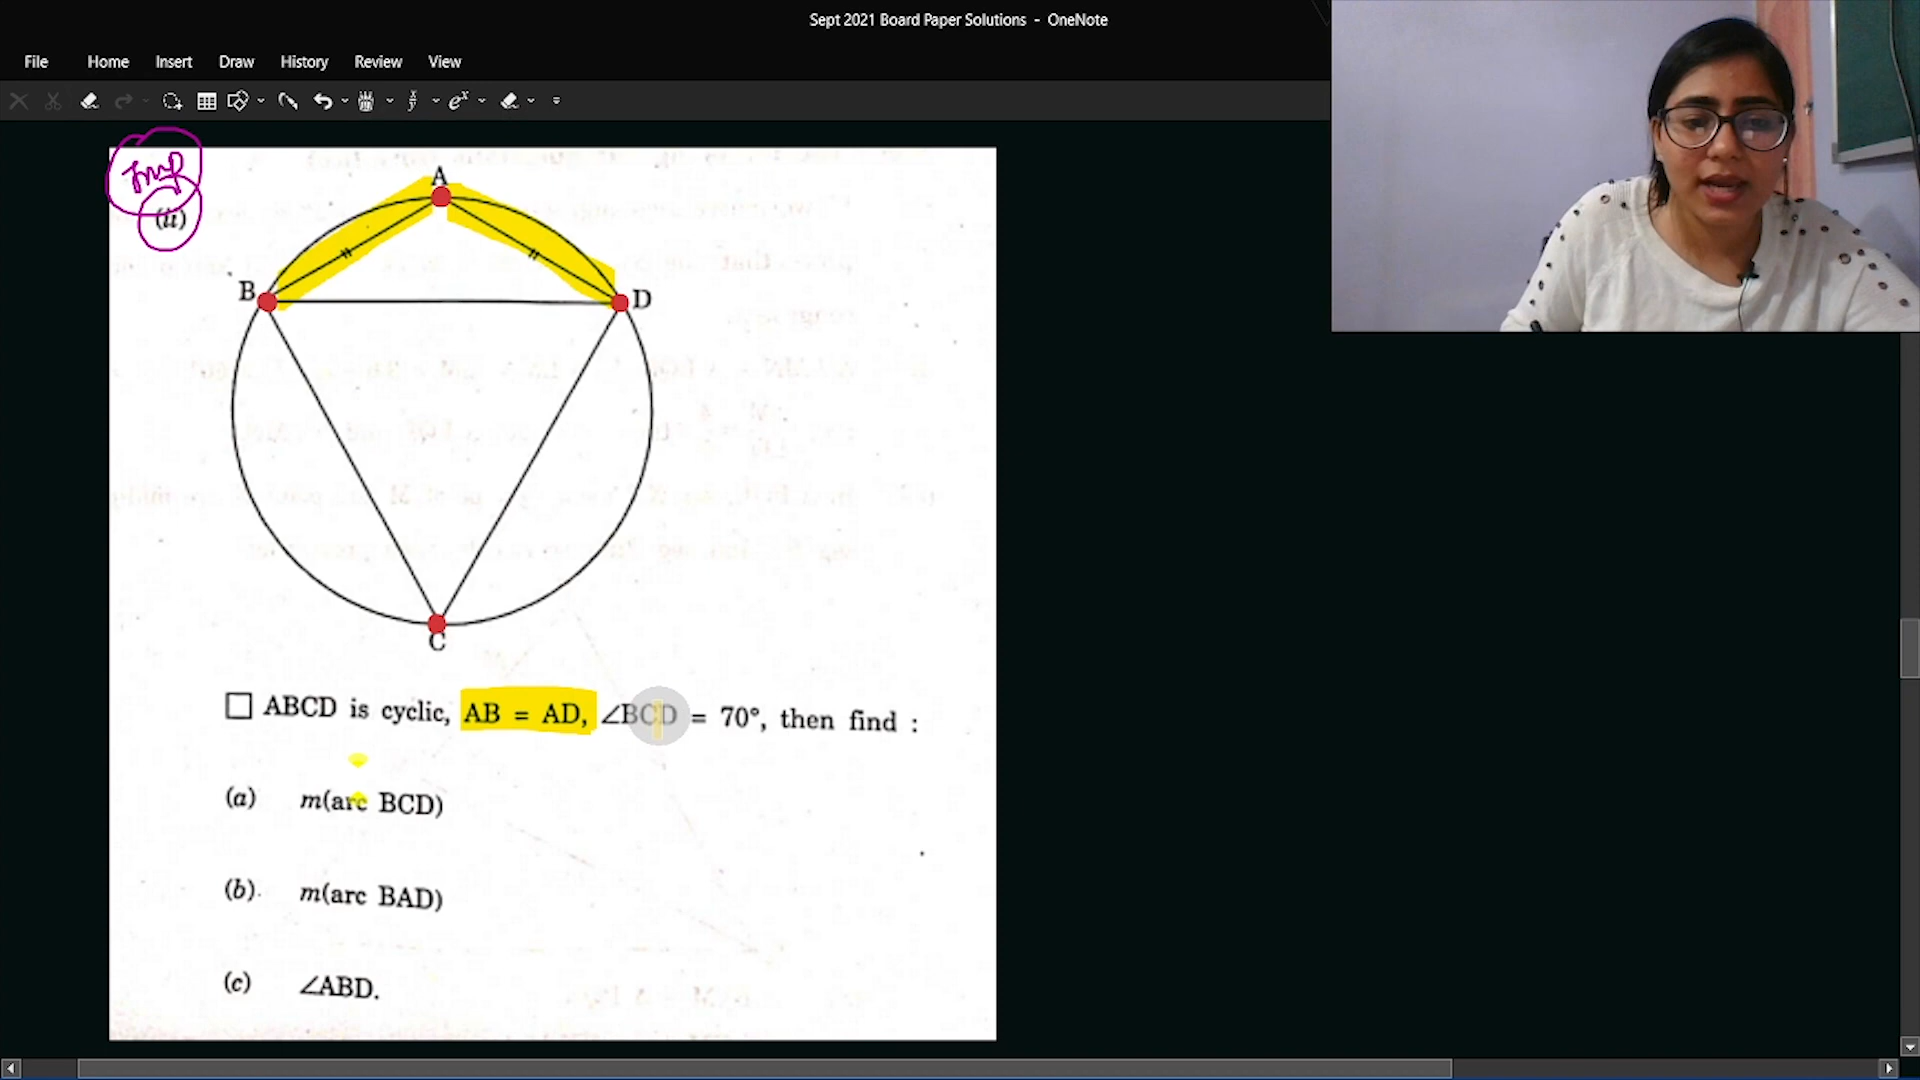 Sept 2021 Board Paper Solutions - OneNote
File Home Insert Draw History Review View
Imp
(ii)
A
B
D
C
□ ABCD is cyclic, AB = AD, ∠BCD = 70°, then find :
(a) m(arc BCD)
(b) m(arc BAD)
(c) ∠ABD.